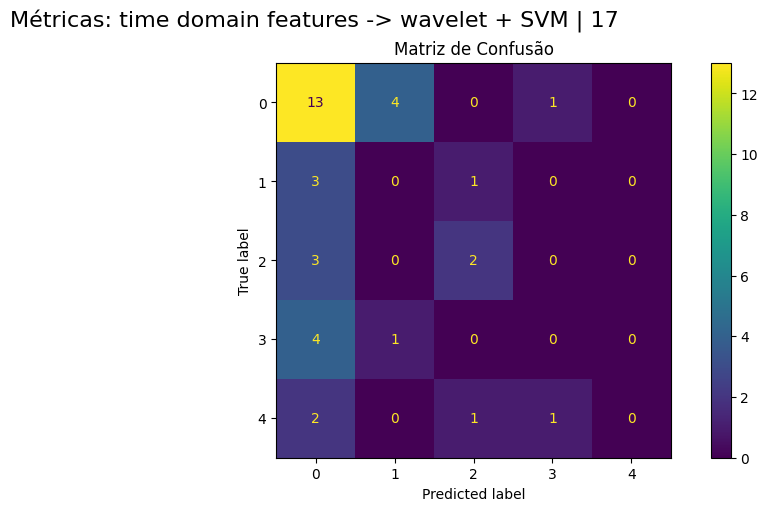 Métricas: time domain features -> wavelet + SVM | 17
Matriz de Confusão
True label
0 13 4 0 1 0
1 3 0 1 0 0
2 3 0 2 0 0
3 4 1 0 0 0
4 2 0 1 1 0
0 1 2 3 4
Predicted label
12
10
8
6
4
2
0